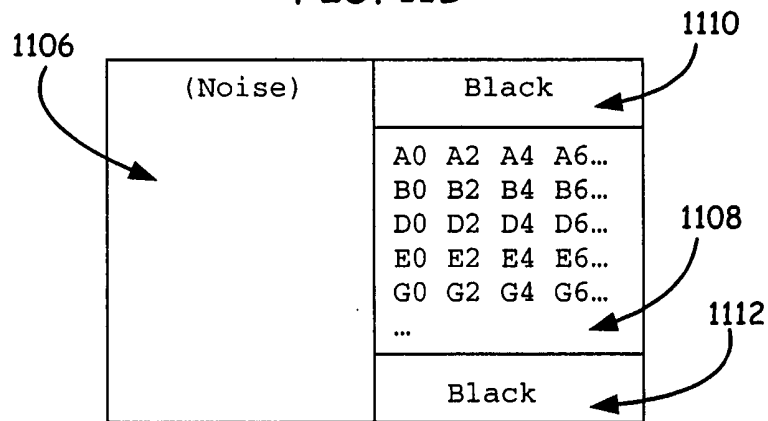 1110
1106
(Noise) Black
A0 A2 A4 A6...
B0 B2 B4 B6...
D0 D2 D4 D6...
1108
E0 E2 E4 E6...
G0 G2 G4 G6...
1112
...
Black